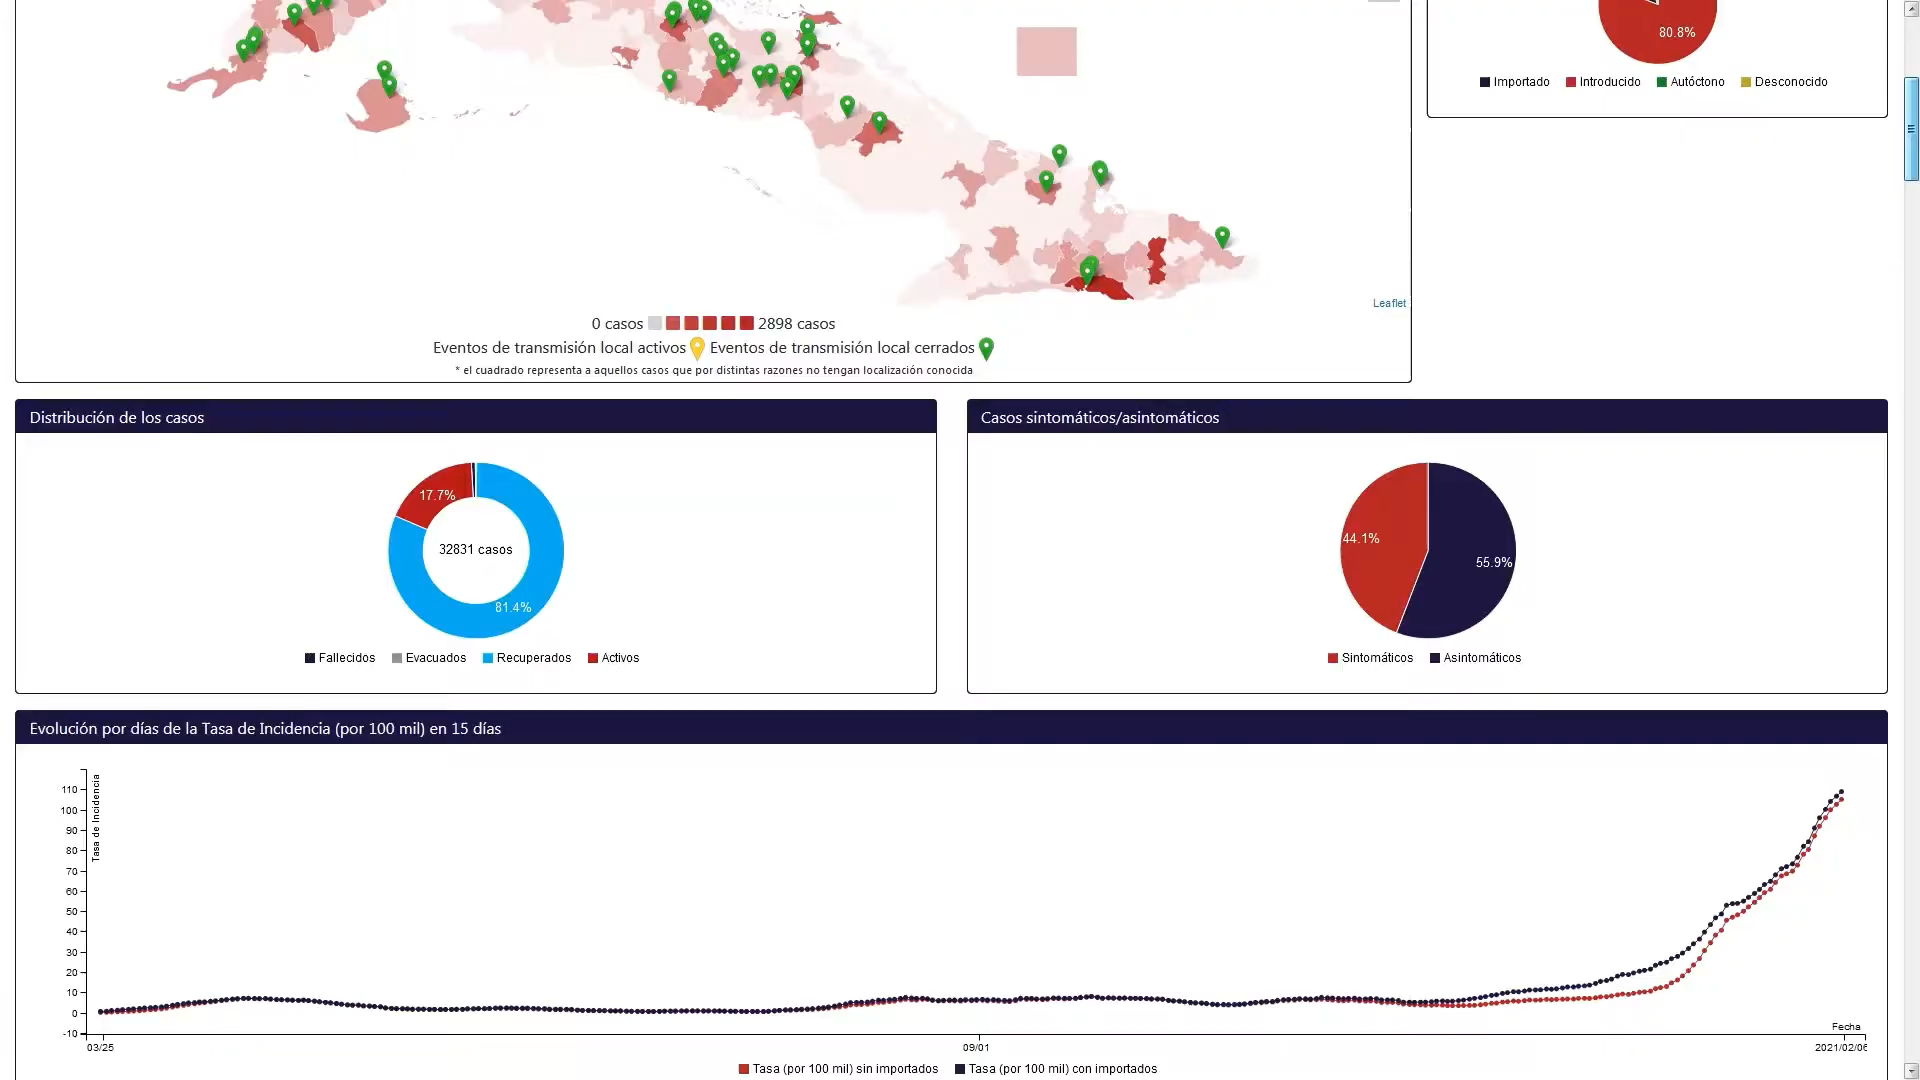 80.8%
Importado Introducido Autóctono Desconocido
Leaflet
0 casos 2898 casos
Eventos de transmisión local activos Eventos de transmisión local cerrados
* el cuadrado representa a aquellos casos que por distintas razones no tengan localización conocida
Distribución de los casos
17.7%
32831 casos
81.4%
Fallecidos Evacuados Recuperados Activos
Casos sintomáticos/asintomáticos
44.1%
55.9%
Sintomáticos Asintomáticos
Evolución por días de la Tasa de Incidencia (por 100 mil) en 15 días
Tasa de Incidencia
110
100
90
80
70
60
50
40
30
20
10
0
-10
Fecha
03/25 09/01 2021/02/06
Tasa (por 100 mil) sin importados Tasa (por 100 mil) con importados